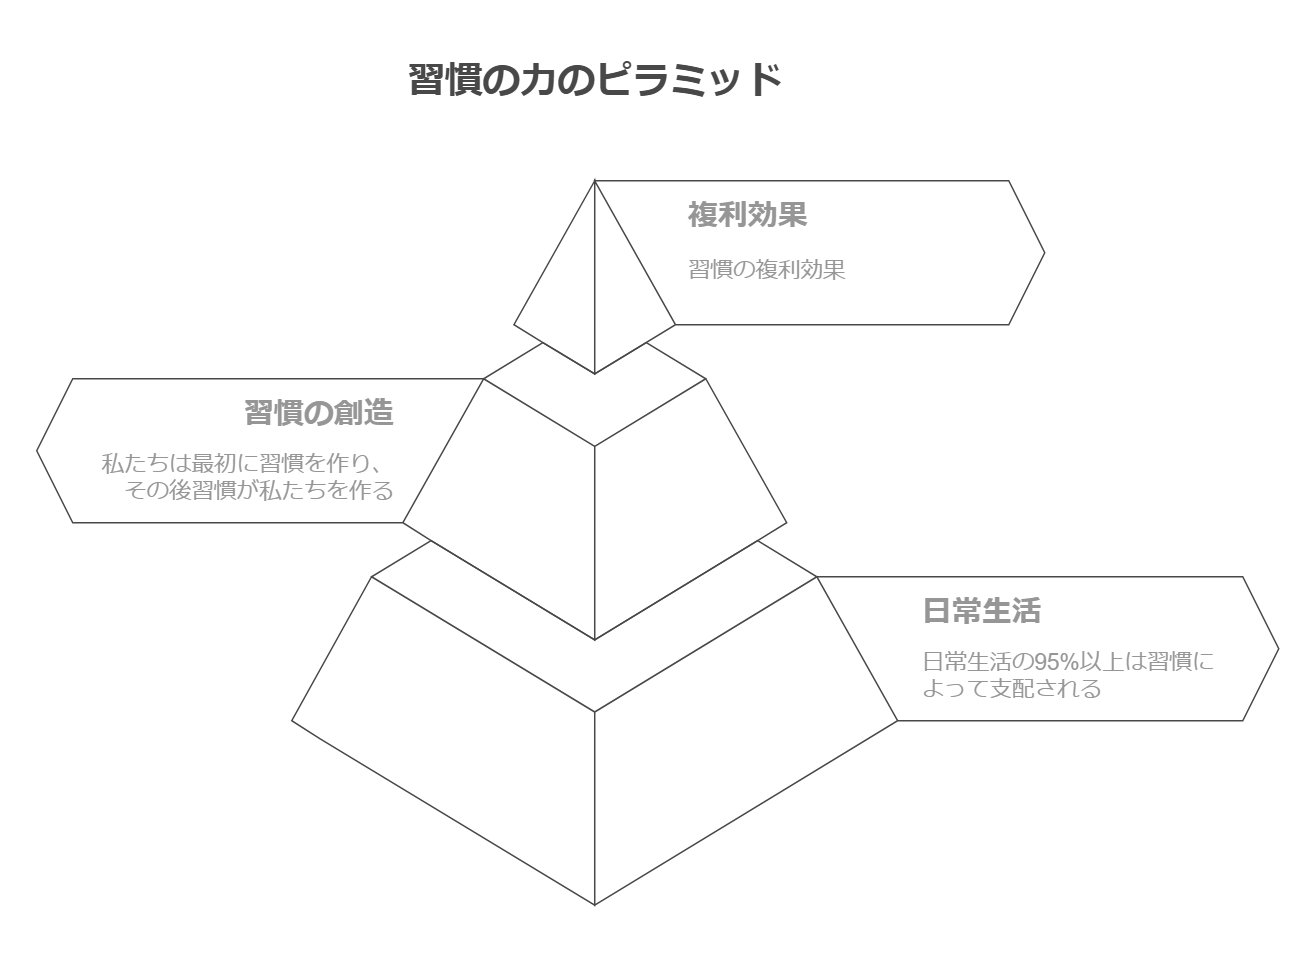 習慣の力のピラミッド
複利効果
習慣の複利効果
習慣の創造
私たちは最初に習慣を作り、
その後習慣が私たちを作る
日常生活
日常生活の95%以上は習慣に
よって支配される